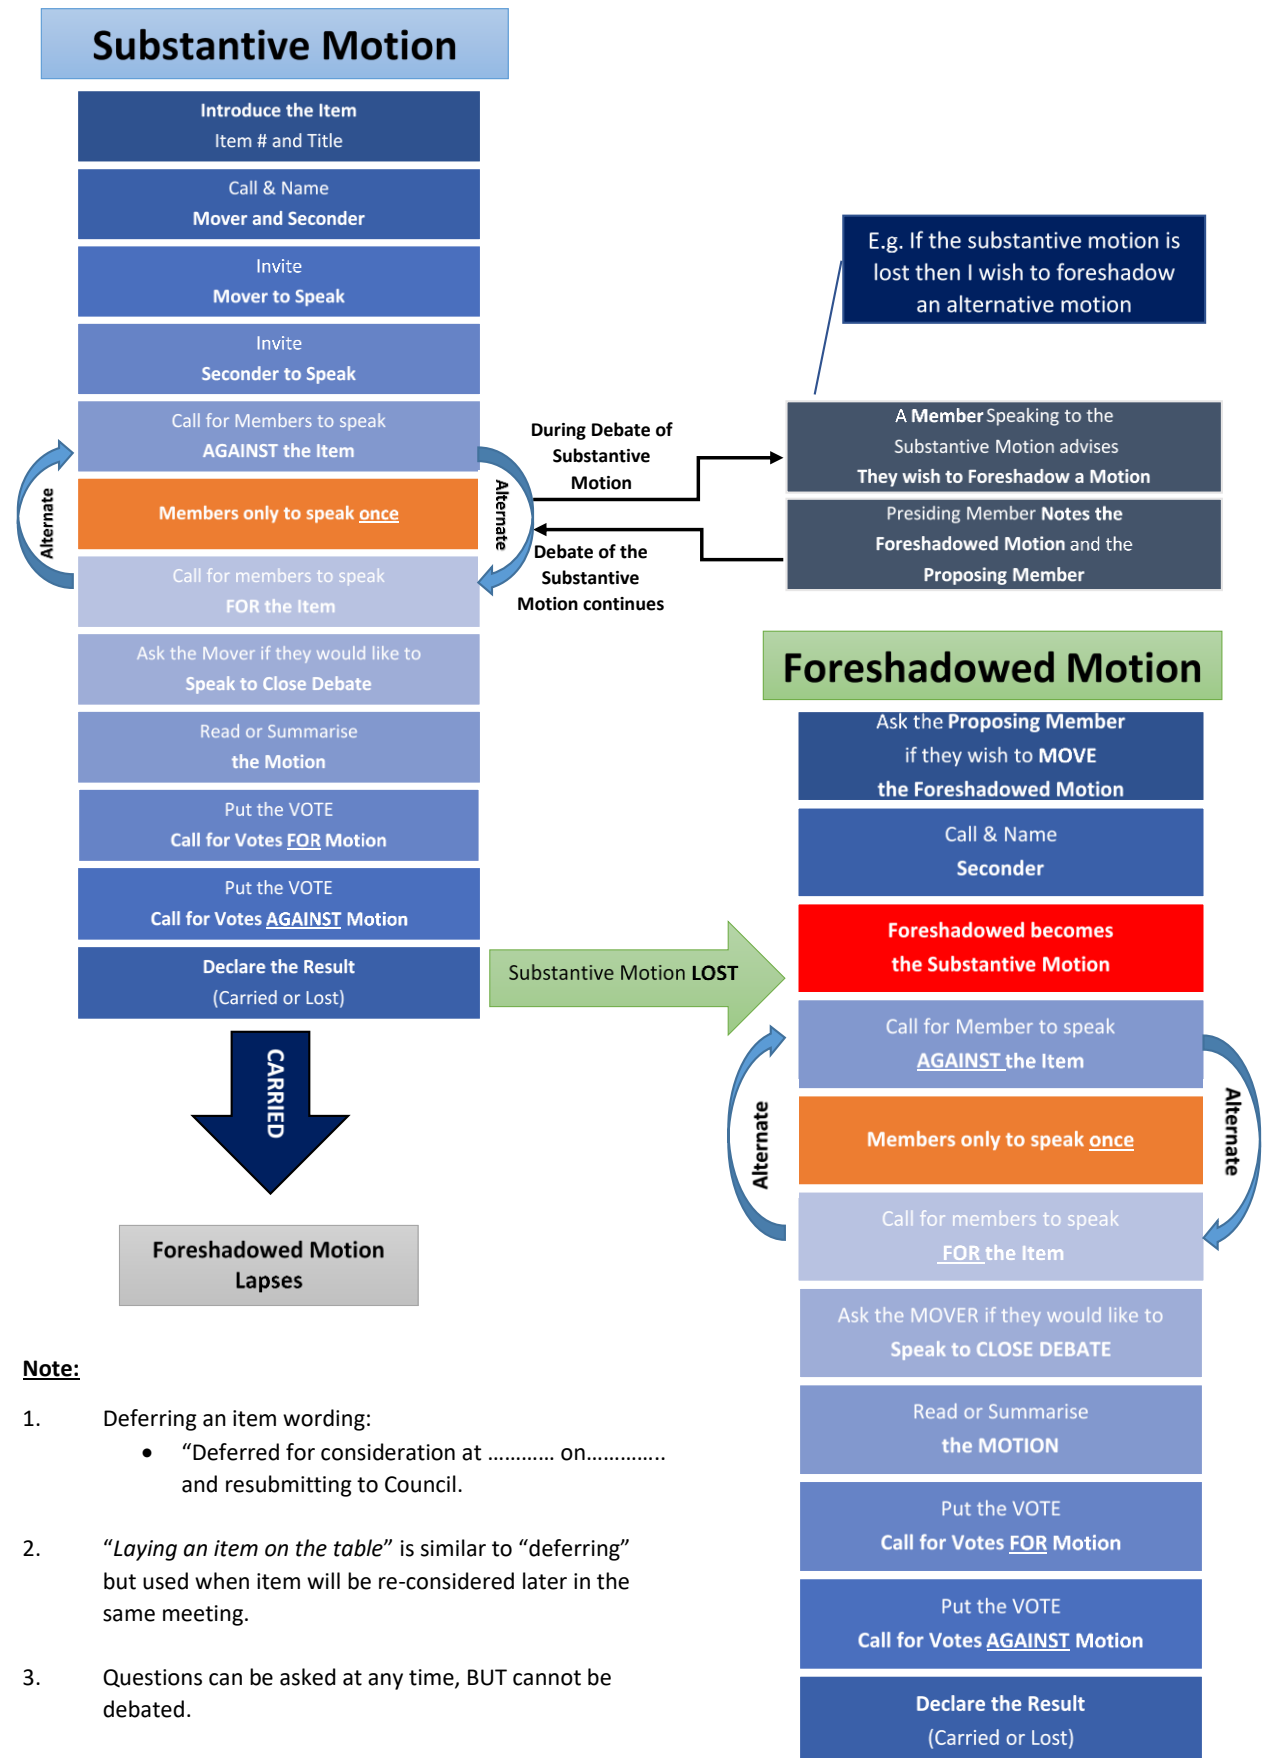 Substantive Motion
Introduce the Item
Item # and Title
Call & Name
Mover and Seconder
Invite
Mover to Speak
Invite
Seconder to Speak
Call for Members to speak
AGAINST the Item
Members only to speak once
Call for members to speak
FOR the Item
Alternate
Alternate
Ask the Mover if they would like to
Speak to Close Debate
Read or Summarise
the Motion
Put the VOTE
Call for Votes FOR Motion
Put the VOTE
Call for Votes AGAINST Motion
Declare the Result
(Carried or Lost)
CARRIED
Foreshadowed Motion
Lapses
During Debate of
Substantive
Motion
Debate of the
Substantive
Motion continues
E.g. If the substantive motion is
lost then I wish to foreshadow
an alternative motion
A Member Speaking to the
Substantive Motion advises
They wish to Foreshadow a Motion
Presiding Member Notes the
Foreshadowed Motion and the
Proposing Member
Substantive Motion LOST
Foreshadowed Motion
Ask the Proposing Member
if they wish to MOVE
the Foreshadowed Motion
Call & Name
Seconder
Foreshadowed becomes
the Substantive Motion
Call for Member to speak
AGAINST the Item
Members only to speak once
Call for members to speak
FOR the Item
Alternate
Alternate
Ask the MOVER if they would like to
Speak to CLOSE DEBATE
Read or Summarise
the MOTION
Put the VOTE
Call for Votes FOR Motion
Put the VOTE
Call for Votes AGAINST Motion
Declare the Result
(Carried or Lost)
Note:
1. Deferring an item wording:
• “Deferred for consideration at ………… on…………..
and resubmitting to Council.
2. “Laying an item on the table” is similar to “deferring”
but used when item will be re-considered later in the
same meeting.
3. Questions can be asked at any time, BUT cannot be
debated.